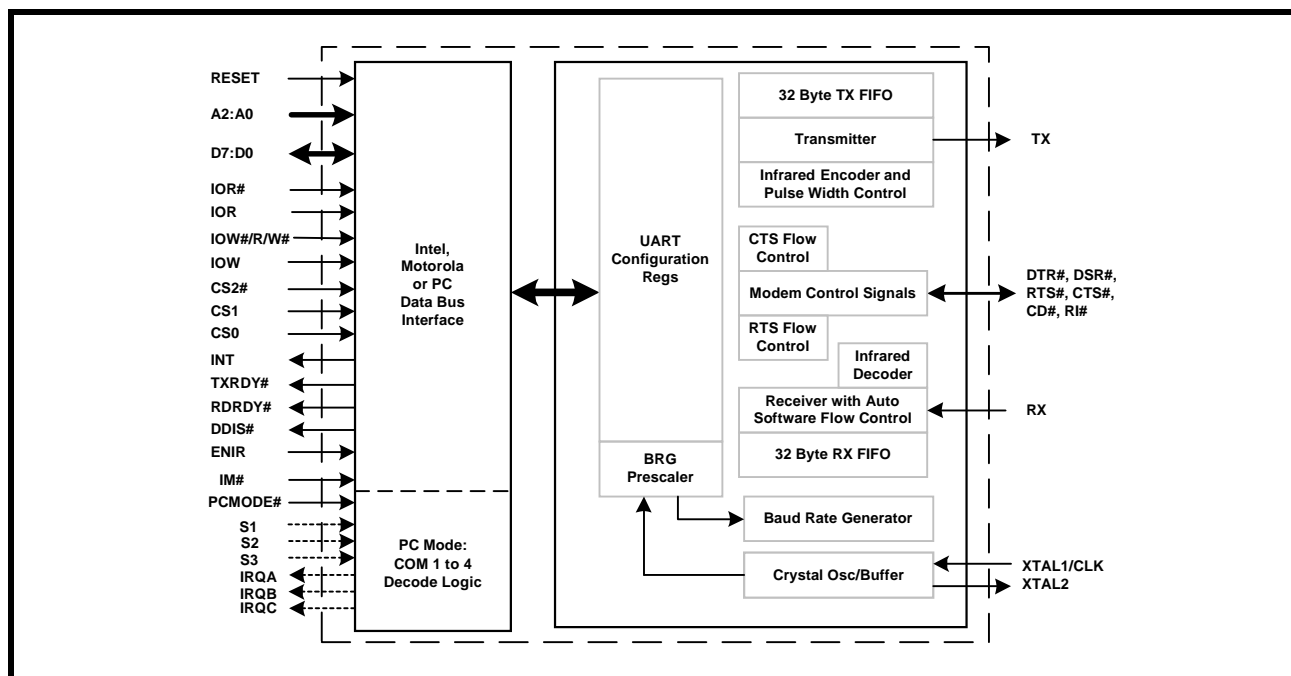 RESET
A2:A0
D7:D0
IOR#
IOR
IOW#/R/W#
IOW
CS2#
CS1
CS0
INT
TXRDY#
RDRDY#
DDIS#
ENIR
IM#
PCMODE#
S1
S2
S3
IRQA
IRQB
IRQC
Intel,
Motorola
or PC
Data Bus
Interface
PC Mode:
COM 1 to 4
Decode Logic
UART
Configuration
Regs
BRG
Prescaler
32 Byte TX FIFO
Transmitter
Infrared Encoder and
Pulse Width Control
CTS Flow
Control
Modem Control Signals
RTS Flow
Control
Infrared
Decoder
Receiver with Auto
Software Flow Control
32 Byte RX FIFO
Baud Rate Generator
Crystal Osc/Buffer
TX
DTR#, DSR#,
RTS#, CTS#,
CD#, RI#
RX
XTAL1/CLK
XTAL2